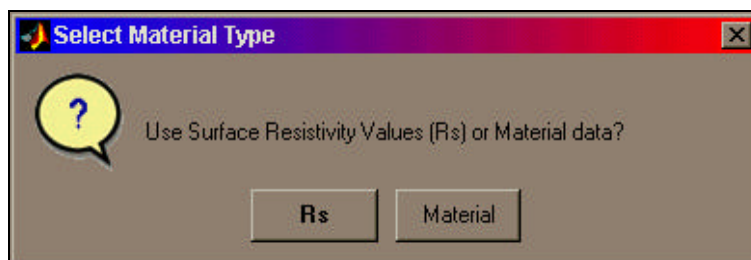 Select Material Type
?
Use Surface Resistivity Values (Rs) or Material data?
Rs Material